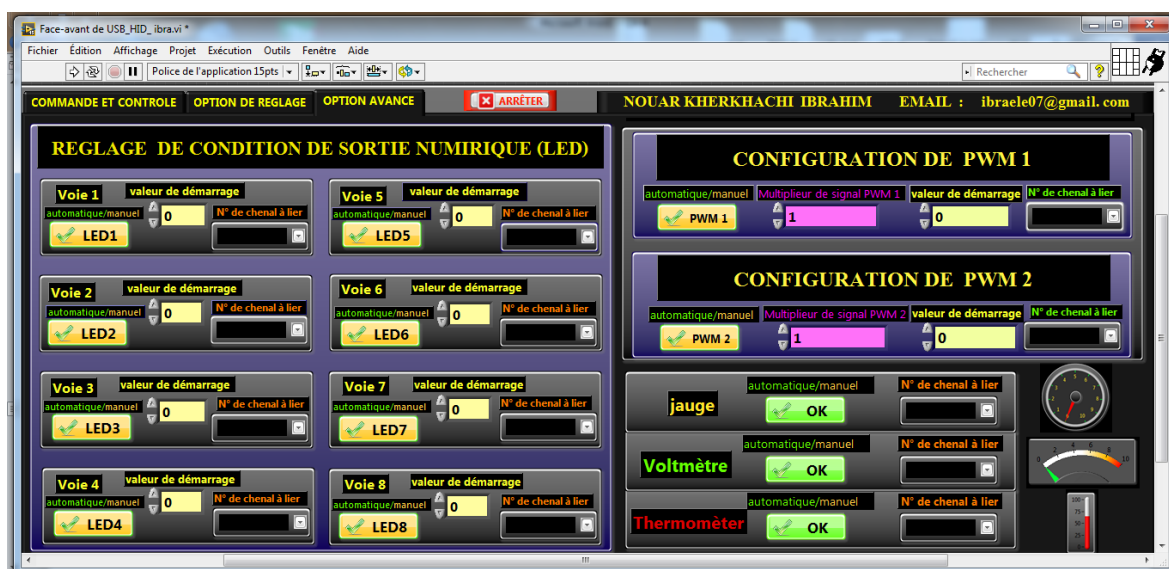 Face-avant de USB_HID_ ibra.vi *
Fichier Édition Affichage Projet Exécution Outils Fenêtre Aide
Police de l'application 15pts Rechercher
COMMANDE ET CONTROLE OPTION DE REGLAGE OPTION AVANCE ARRÊTER NOUAR KHERKHACHI IBRAHIM EMAIL : ibraele07@gmail.com
REGLAGE DE CONDITION DE SORTIE NUMIRIQUE (LED)
Voie 1 valeur de démarrage
automatique/manuel 0 N° de chenal à lier
LED1
Voie 5 valeur de démarrage
automatique/manuel 0 N° de chenal à lier
LED5
Voie 2 valeur de démarrage
automatique/manuel 0 N° de chenal à lier
LED2
Voie 6 valeur de démarrage
automatique/manuel 0 N° de chenal à lier
LED6
Voie 3 valeur de démarrage
automatique/manuel 0 N° de chenal à lier
LED3
Voie 7 valeur de démarrage
automatique/manuel 0 N° de chenal à lier
LED7
Voie 4 valeur de démarrage
automatique/manuel 0 N° de chenal à lier
LED4
Voie 8 valeur de démarrage
automatique/manuel 0 N° de chenal à lier
LED8
CONFIGURATION DE PWM 1
automatique/manuel Multiplieur de signal PWM 1 valeur de démarrage N° de chenal à lier
PWM 1 1 0
CONFIGURATION DE PWM 2
automatique/manuel Multiplieur de signal PWM 2 valeur de démarrage N° de chenal à lier
PWM 2 1 0
automatique/manuel N° de chenal à lier
jauge OK
automatique/manuel N° de chenal à lier
Voltmètre OK
0 2 4 6 8 10
automatique/manuel N° de chenal à lier
Thermomèter OK
100
75
50
25